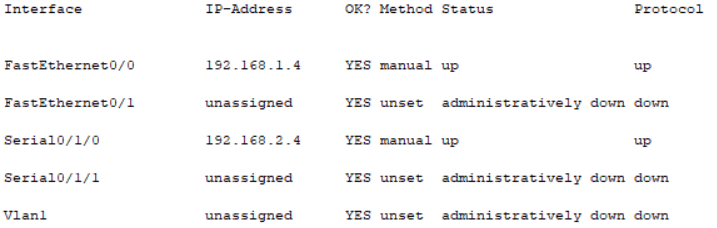 Interface IP-Address OK? Method Status Protocol
FastEthernet0/0 192.168.1.4 YES manual up up
FastEthernet0/1 unassigned YES unset administratively down down
Serial0/1/0 192.168.2.4 YES manual up up
Serial0/1/1 unassigned YES unset administratively down down
Vlan1 unassigned YES unset administratively down down